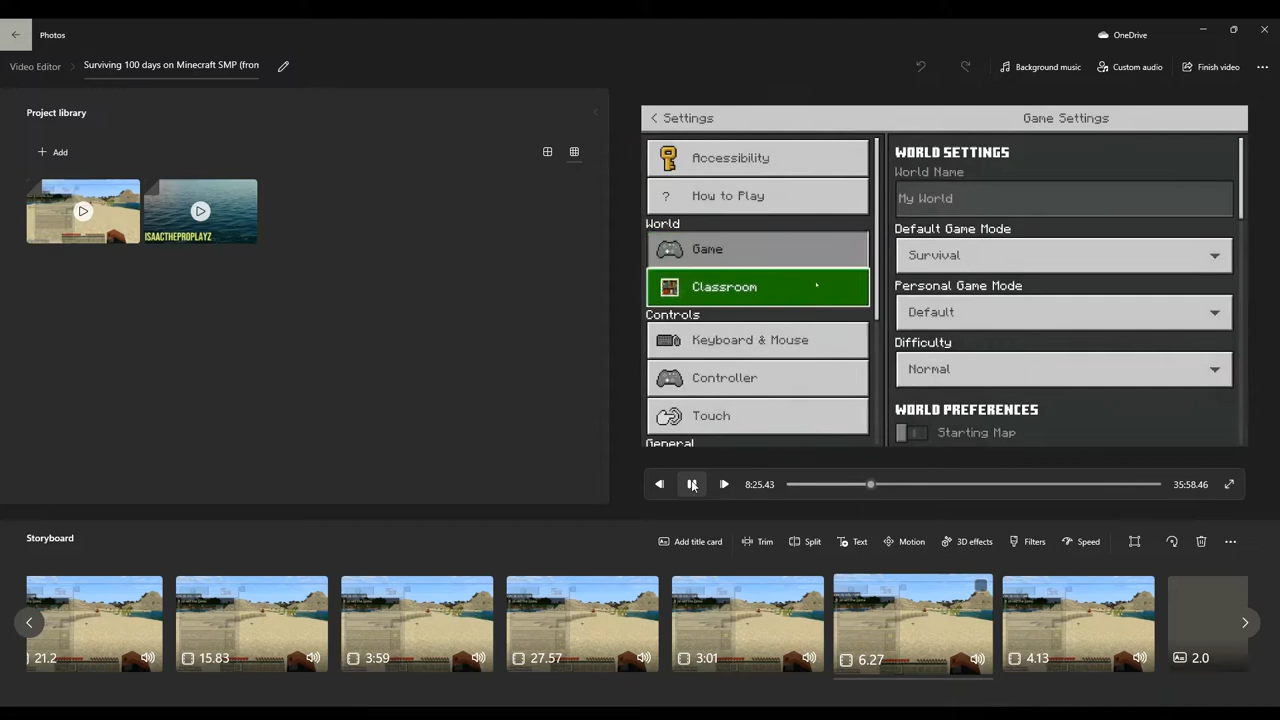 Photos
OneDrive
Video Editor
Surviving 100 days on Minecraft SMP (fron
Background music
Custom audio
Finish video
Project library
Add
ISAACTHEPROPLAYZ
Settings
Game Settings
Accessibility
How to Play
World
Game
Classroom
Controls
Keyboard & Mouse
Controller
Touch
General
WORLD SETTINGS
World Name
My World
Default Game Mode
Survival
Personal Game Mode
Default
Difficulty
Normal
WORLD PREFERENCES
Starting Map
8:25.43
35:58.46
Storyboard
Add title card
Trim
Split
Text
Motion
3D effects
Filters
Speed
21.2
15.83
3:59
27.57
3:01
6.27
4.13
2.0